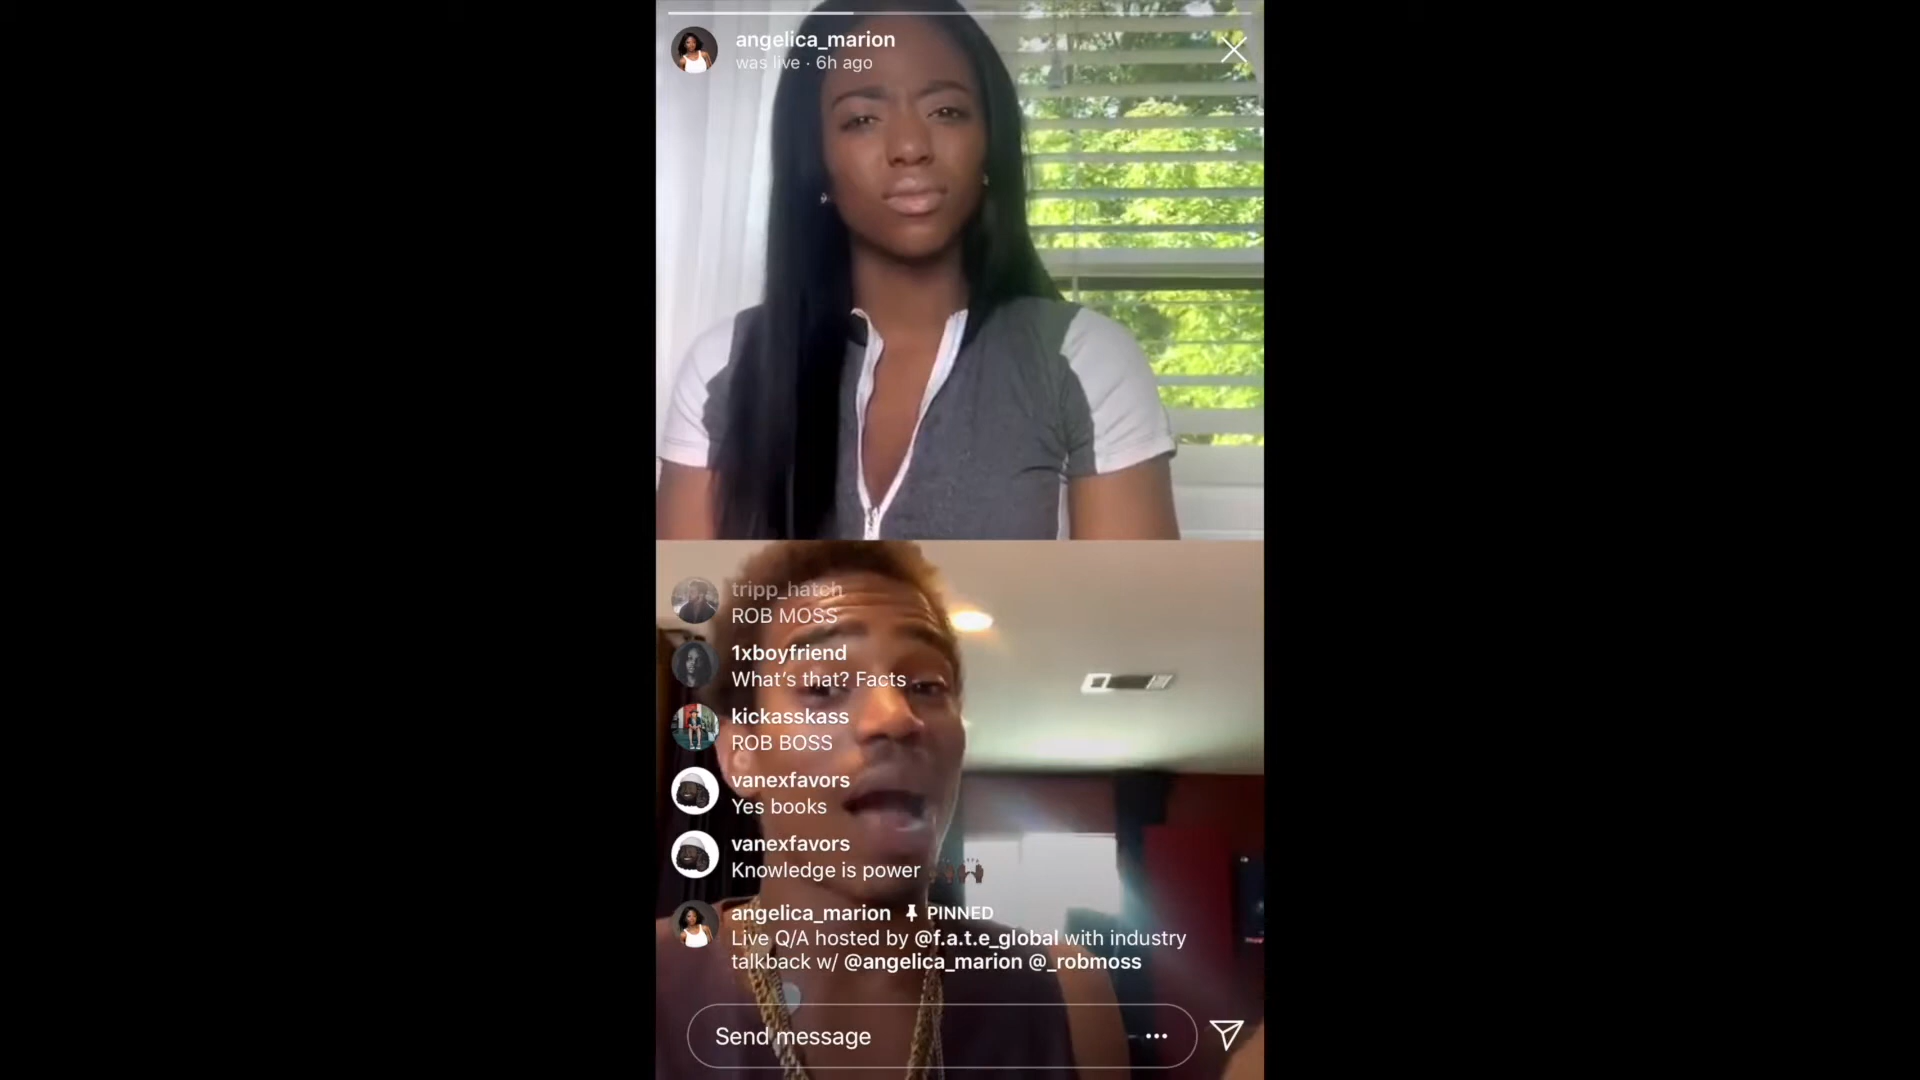 angelica_marion
was live · 6h ago
tripp_hatch
ROB MOSS
1xboyfriend
What's that? Facts
kickasskass
ROB BOSS
vanexfavors
Yes books
vanexfavors
Knowledge is power
angelica_marion PINNED
Live Q/A hosted by @f.a.t.e_global with industry
talkback w/ @angelica_marion @_robmoss
Send message